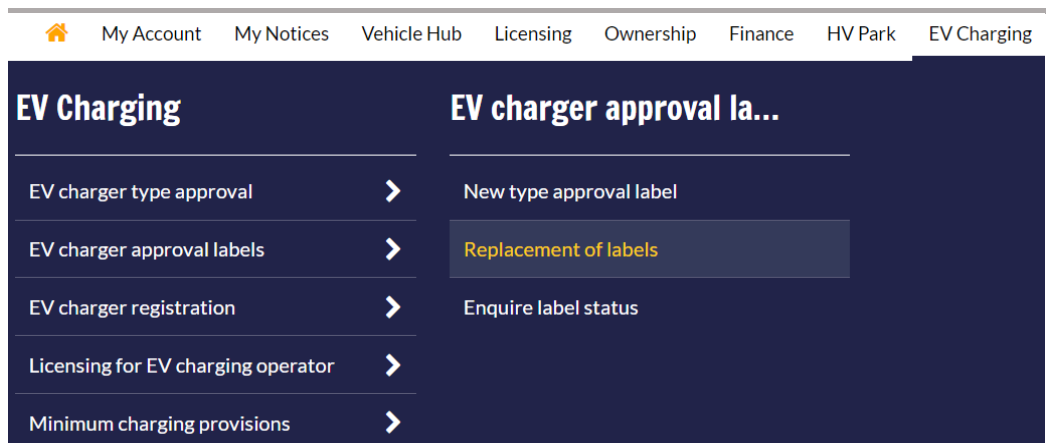 My Account My Notices Vehicle Hub Licensing Ownership Finance HV Park EV Charging
EV Charging
EV charger type approval
EV charger approval labels
EV charger registration
Licensing for EV charging operator
Minimum charging provisions
EV charger approval la...
New type approval label
Replacement of labels
Enquire label status